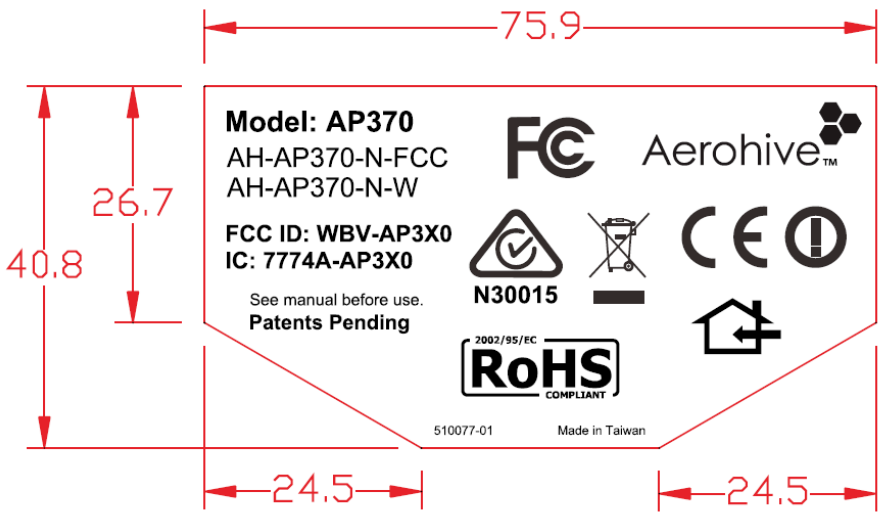 75.9
Model: AP370
AH-AP370-N-FCC
AH-AP370-N-W
FC
Aerohive™
26.7
40.8
FCC ID: WBV-AP3X0
IC: 7774A-AP3X0
N30015
CE
See manual before use.
Patents Pending
2002/95/EC
RoHS
COMPLIANT
510077-01
Made in Taiwan
24.5
24.5